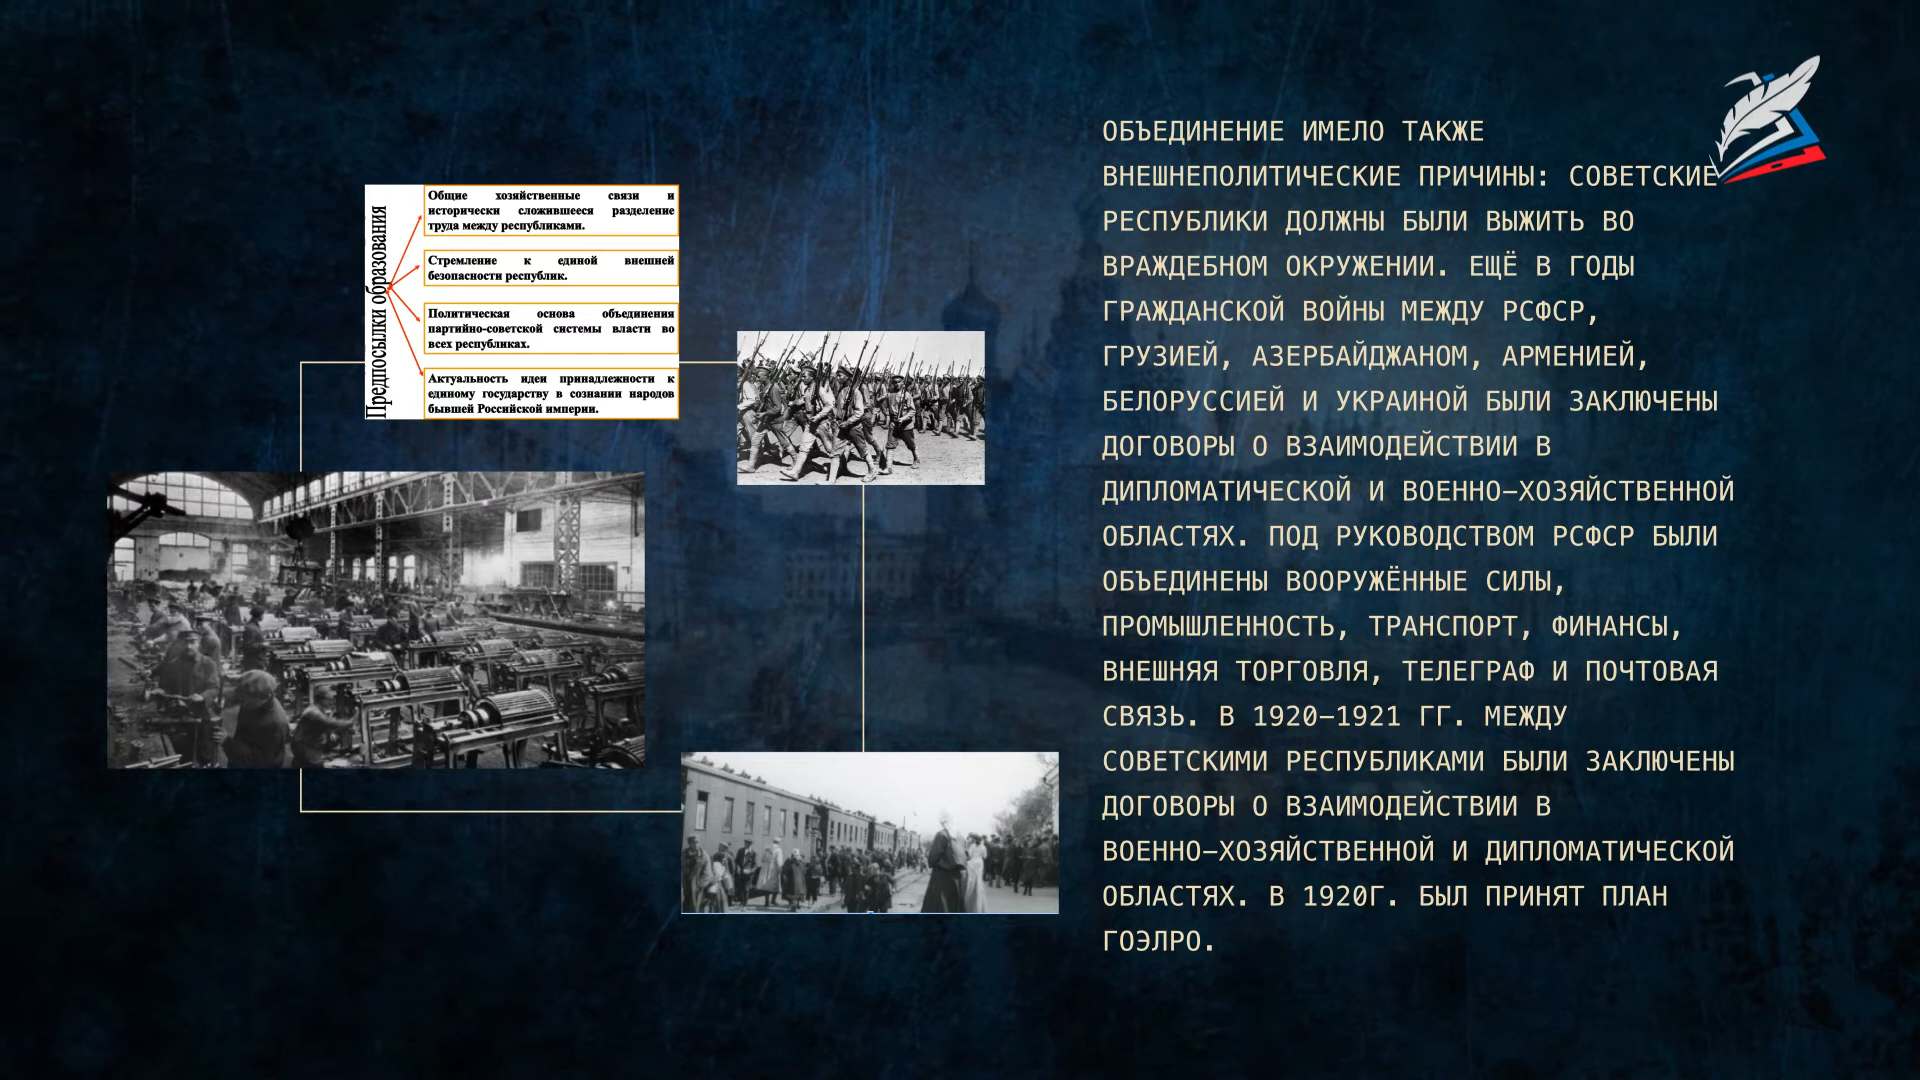 Предпосылки образования
Общие хозяйственные связи и
исторически сложившееся разделение
труда между республиками.
Стремление к единой внешней
безопасности республик.
Политическая основа объединения
партийно-советской системы власти во
всех республиках.
Актуальность идеи принадлежности к
единому государству в сознании народов
бывшей Российской империи.
ОБЪЕДИНЕНИЕ ИМЕЛО ТАКЖЕ
ВНЕШНЕПОЛИТИЧЕСКИЕ ПРИЧИНЫ: СОВЕТСКИЕ
РЕСПУБЛИКИ ДОЛЖНЫ БЫЛИ ВЫЖИТЬ ВО
ВРАЖДЕБНОМ ОКРУЖЕНИИ. ЕЩЁ В ГОДЫ
ГРАЖДАНСКОЙ ВОЙНЫ МЕЖДУ РСФСР,
ГРУЗИЕЙ, АЗЕРБАЙДЖАНОМ, АРМЕНИЕЙ,
БЕЛОРУССИЕЙ И УКРАИНОЙ БЫЛИ ЗАКЛЮЧЕНЫ
ДОГОВОРЫ О ВЗАИМОДЕЙСТВИИ В
ДИПЛОМАТИЧЕСКОЙ И ВОЕННО–ХОЗЯЙСТВЕННОЙ
ОБЛАСТЯХ. ПОД РУКОВОДСТВОМ РСФСР БЫЛИ
ОБЪЕДИНЕНЫ ВООРУЖЁННЫЕ СИЛЫ,
ПРОМЫШЛЕННОСТЬ, ТРАНСПОРТ, ФИНАНСЫ,
ВНЕШНЯЯ ТОРГОВЛЯ, ТЕЛЕГРАФ И ПОЧТОВАЯ
СВЯЗЬ. В 1920–1921 ГГ. МЕЖДУ
СОВЕТСКИМИ РЕСПУБЛИКАМИ БЫЛИ ЗАКЛЮЧЕНЫ
ДОГОВОРЫ О ВЗАИМОДЕЙСТВИИ В
ВОЕННО–ХОЗЯЙСТВЕННОЙ И ДИПЛОМАТИЧЕСКОЙ
ОБЛАСТЯХ. В 1920Г. БЫЛ ПРИНЯТ ПЛАН
ГОЭЛРО.